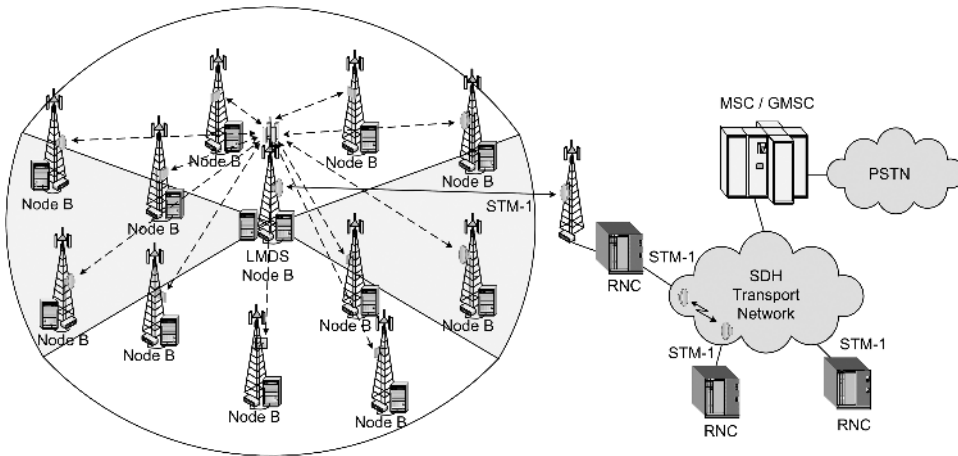 MSC / GMSC
PSTN
Node B
Node B
Node B
Node B
Node B
Node B
STM-1
LMDS
Node B
STM-1
SDH
Transport
Network
RNC
Node B
Node B
Node B
Node B
STM-1
STM-1
Node B
Node B
RNC
RNC